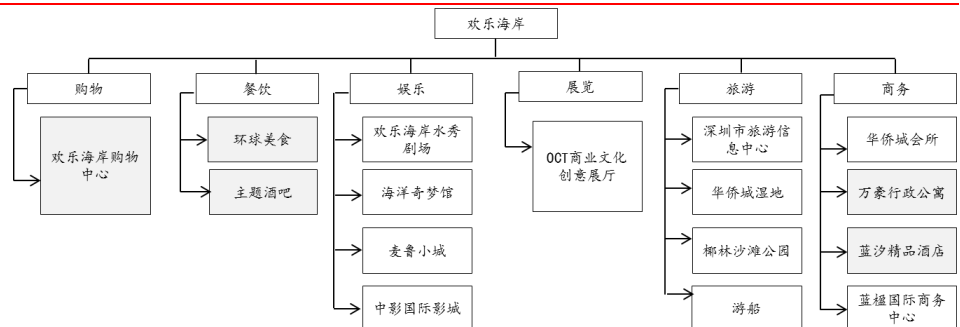 欢乐海岸
购物
餐饮
娱乐
展览
旅游
商务
欢乐海岸购物
中心
环球美食
主题酒吧
欢乐海岸水秀
剧场
海洋奇梦馆
麦鲁小城
中影国际影城
OCT商业文化
创意展厅
深圳市旅游信
息中心
华侨城湿地
椰林沙滩公园
游船
华侨城会所
万豪行政公寓
蓝汐精品酒店
蓝楹国际商务
中心